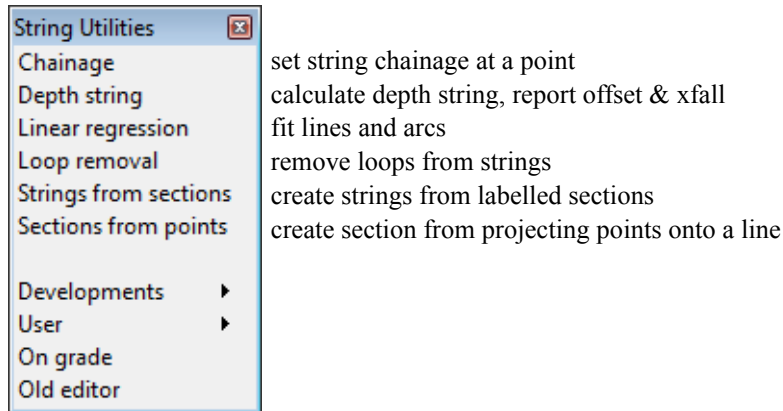 String Utilities
Chainage set string chainage at a point
Depth string calculate depth string, report offset & xfall
Linear regression fit lines and arcs
Loop removal remove loops from strings
Strings from sections create strings from labelled sections
Sections from points create section from projecting points onto a line
Developments
User
On grade
Old editor